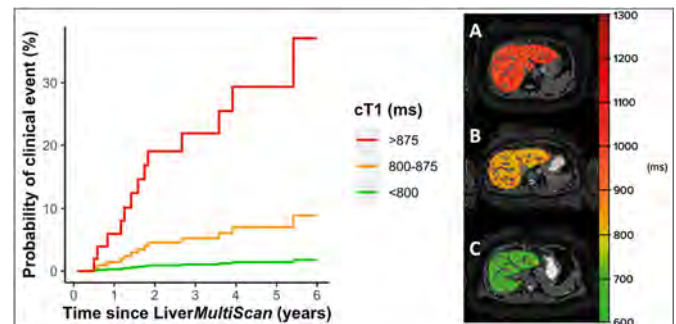 Probability of clinical event (%)
30
20
10
0
0 1 2 3 4 5 6
Time since LiverMultiScan (years)
cT1 (ms)
>875
800-875
<800
A
B
C
1300
1200
1100
1000
900
800
700
600
(ms)